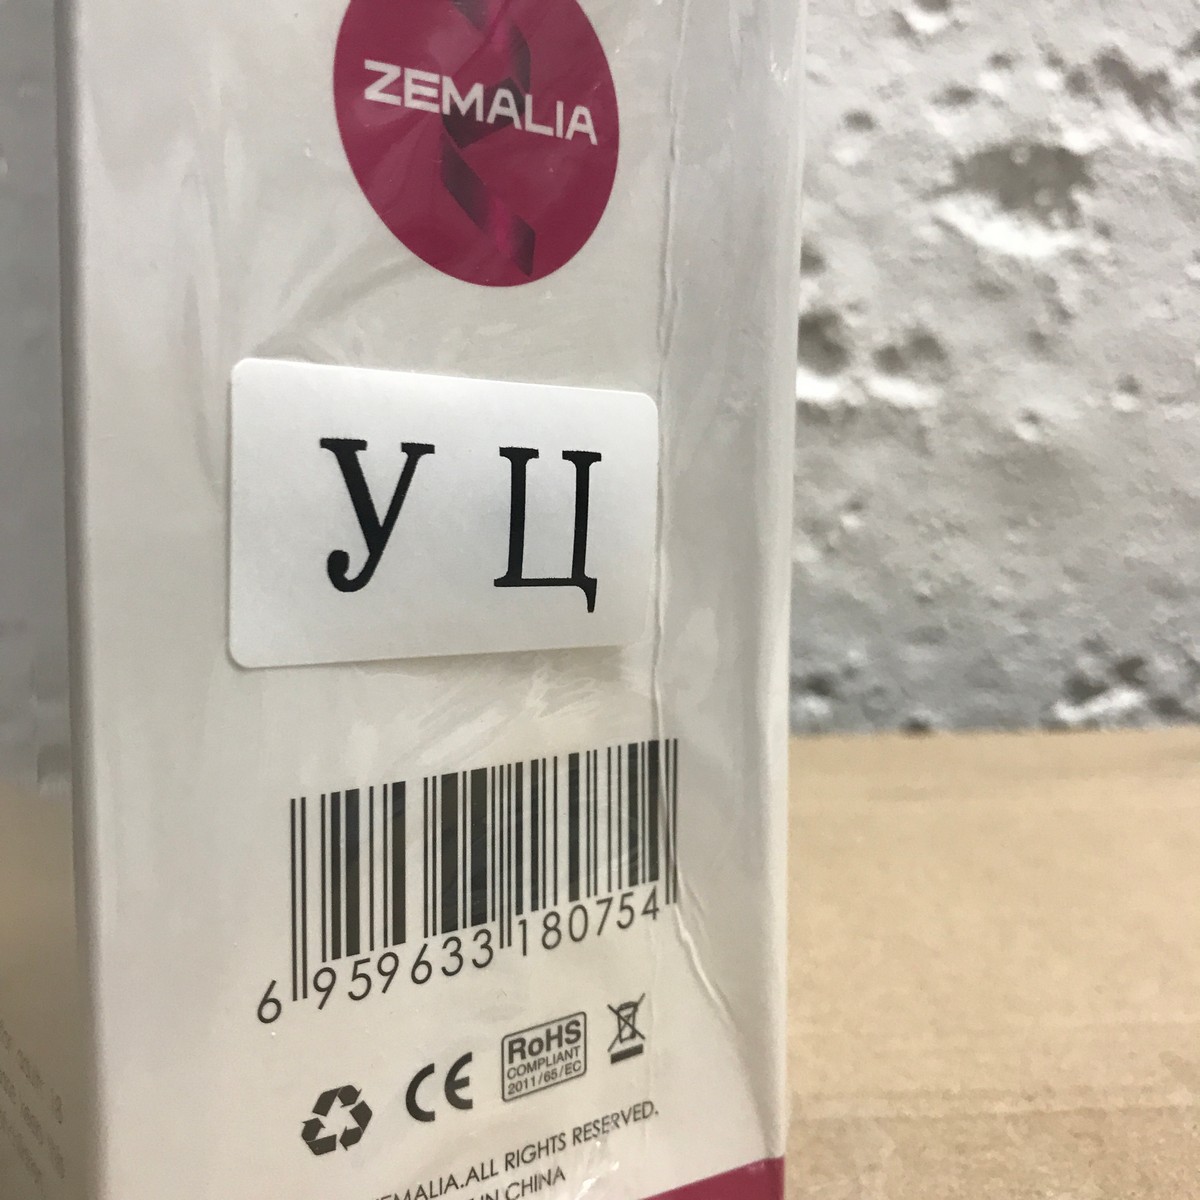 ZEMALIA
У Ц
6 959633 180754
CE
RoHS
COMPLIANT
2011/65/EC
ZEMALIA.ALL RIGHTS RESERVED.
IN CHINA